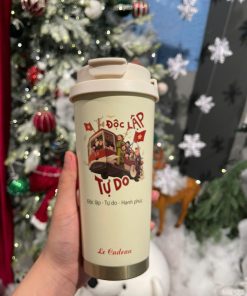 ĐỘC LẬP
TỰ DO
Độc lập - Tự do - Hạnh phúc
Le Cadeau